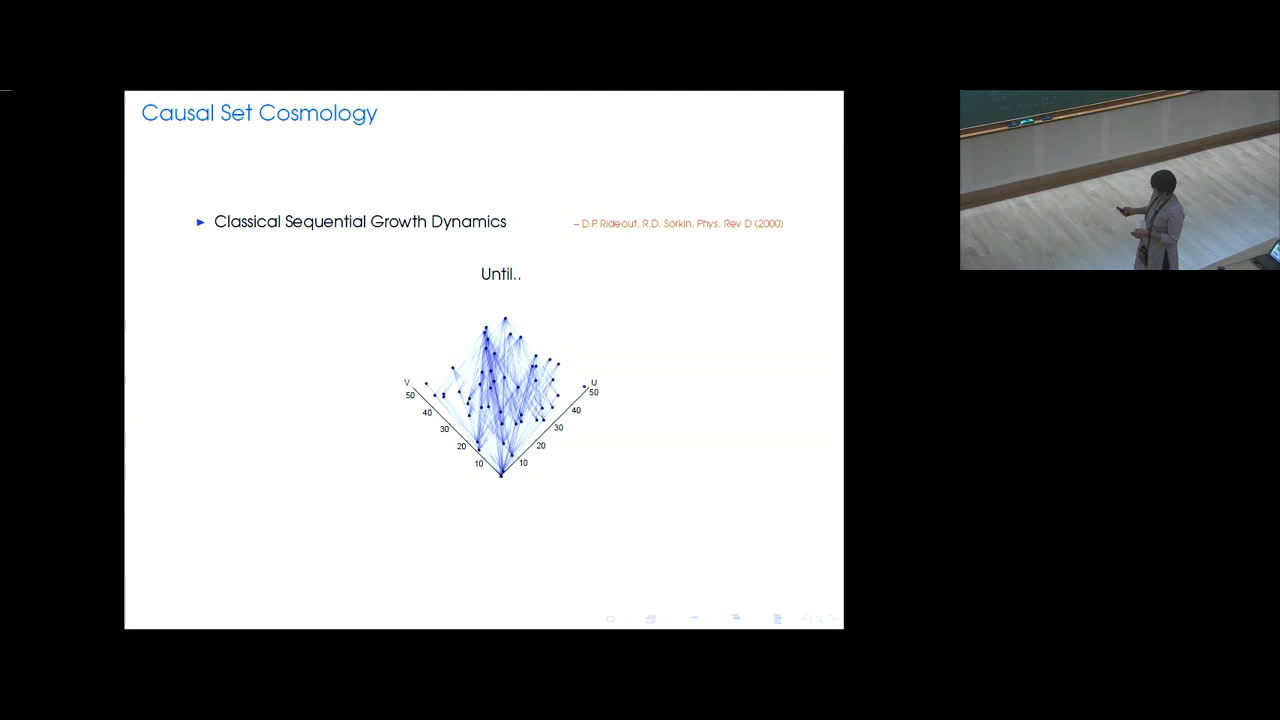 Causal Set Cosmology
► Classical Sequential Growth Dynamics – D.P. Rideout, R.D. Sorkin, Phys. Rev D (2000)
Until..
V
U
50
50
40
40
30
30
20
20
10
10